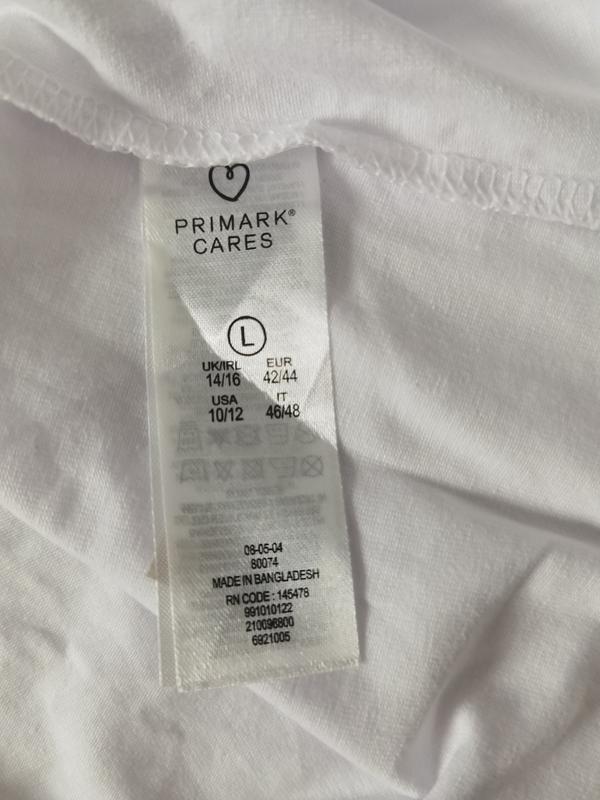 PRIMARK®
CARES
L
UK/IRL EUR
14/16 42/44
USA IT
10/12 46/48
08-05-04
80074
MADE IN BANGLADESH
RN CODE : 145478
991010122
210096800
6921005